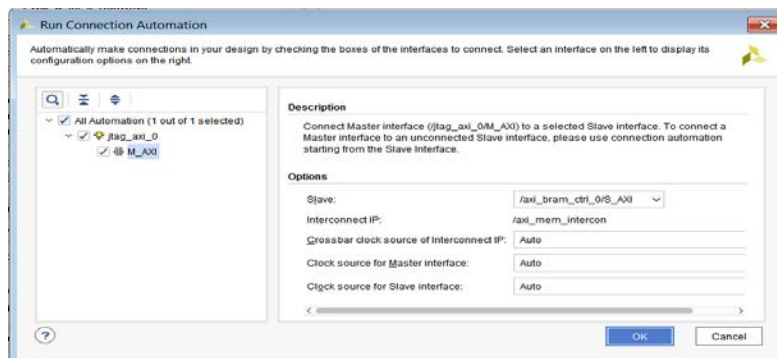 Run Connection Automation
Automatically make connections in your design by checking the boxes of the interfaces to connect. Select an interface on the left to display its
configuration options on the right.
All Automation (1 out of 1 selected)
jtag_axi_0
M_AXI
Description
Connect Master interface (/jtag_axi_0/M_AXI) to a selected Slave interface. To connect a
Master interface to an unconnected Slave interface, please use connection automation
starting from the Slave Interface.
Options
Slave: /axi_bram_ctrl_0/S_AXI
Interconnect IP: /axi_mem_intercon
Crossbar clock source of Interconnect IP: Auto
Clock source for Master interface: Auto
Clock source for Slave interface: Auto
?
OK Cancel